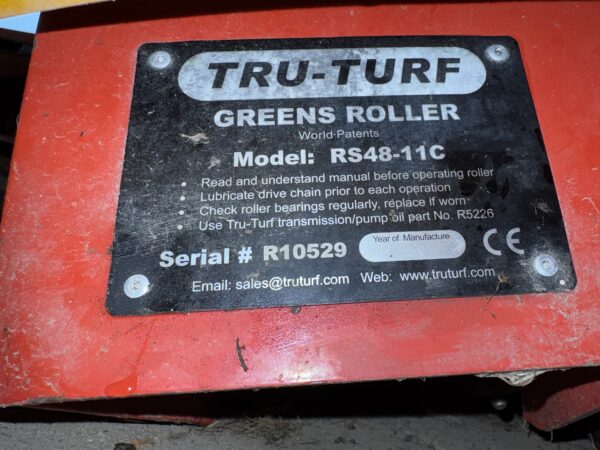 TRU-TURF
GREENS ROLLER
World Patents
Model: RS48-11C
• Read and understand manual before operating roller
• Lubricate drive chain prior to each operation
• Check roller bearings regularly, replace if worn
• Use Tru-Turf transmission/pump oil part No. R5226
Serial # R10529
Year of Manufacture
CE
Email: sales@truturf.com Web: www.truturf.com